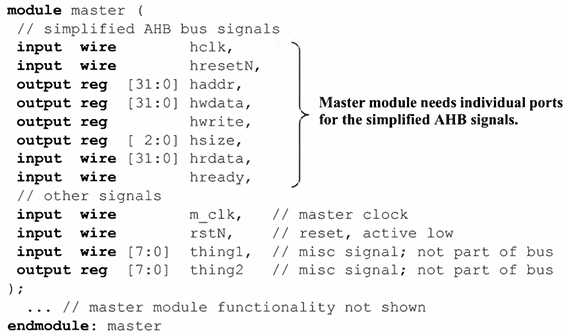 module master (
// simplified AHB bus signals
input wire hclk,
input wire hresetN,
output reg [31:0] haddr,
output reg [31:0] hwdata,
output reg hwrite,
output reg [ 2:0] hsize,
input wire [31:0] hrdata,
input wire hready,
Master module needs individual ports
for the simplified AHB signals.
// other signals
input wire m_clk, // master clock
input wire rstN, // reset, active low
input wire [7:0] thing1, // misc signal; not part of bus
output reg [7:0] thing2 // misc signal; not part of bus
);
... // master module functionality not shown
endmodule: master